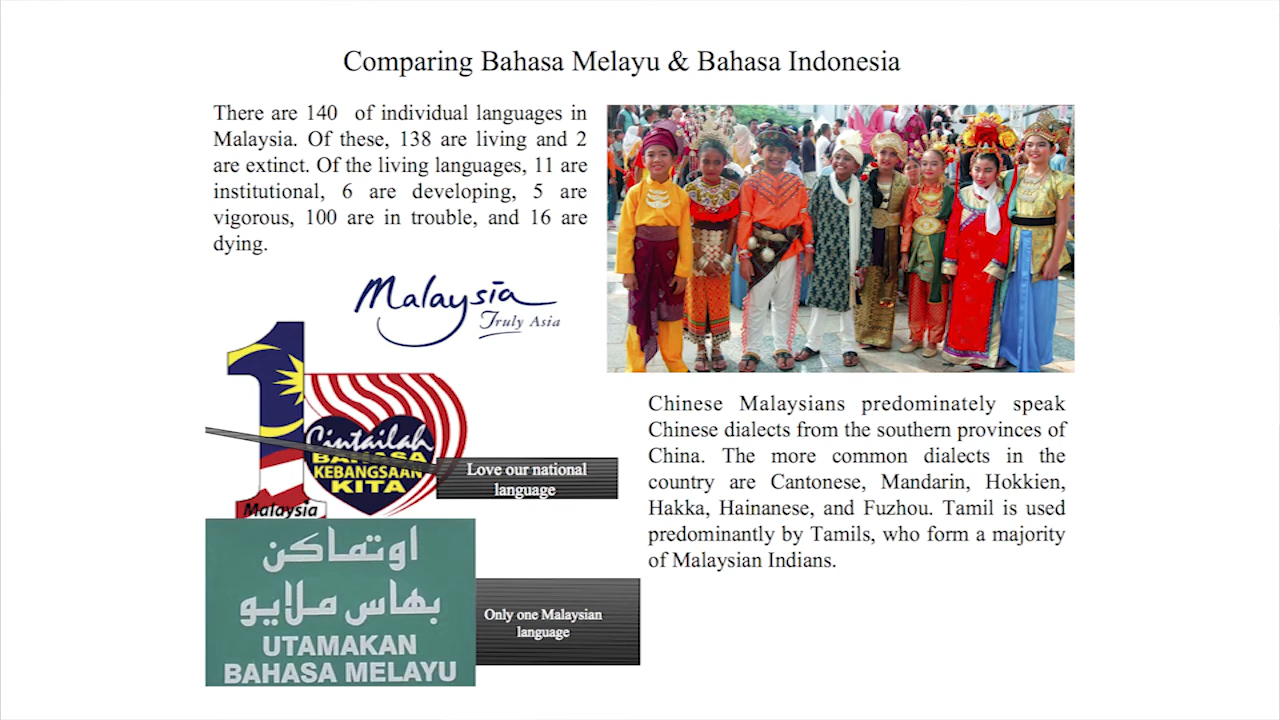 Comparing Bahasa Melayu & Bahasa Indonesia
There are 140 of individual languages in
Malaysia. Of these, 138 are living and 2
are extinct. Of the living languages, 11 are
institutional, 6 are developing, 5 are
vigorous, 100 are in trouble, and 16 are
dying.
Malaysia
Truly Asia
1
Cintailah
BAHASA
KEBANGSAAN
KITA
Malaysia
Love our national
language
اوتماكن
بهاس ملايو
UTAMAKAN
BAHASA MELAYU
Only one Malaysian
language
Chinese Malaysians predominately speak
Chinese dialects from the southern provinces of
China. The more common dialects in the
country are Cantonese, Mandarin, Hokkien,
Hakka, Hainanese, and Fuzhou. Tamil is used
predominantly by Tamils, who form a majority
of Malaysian Indians.